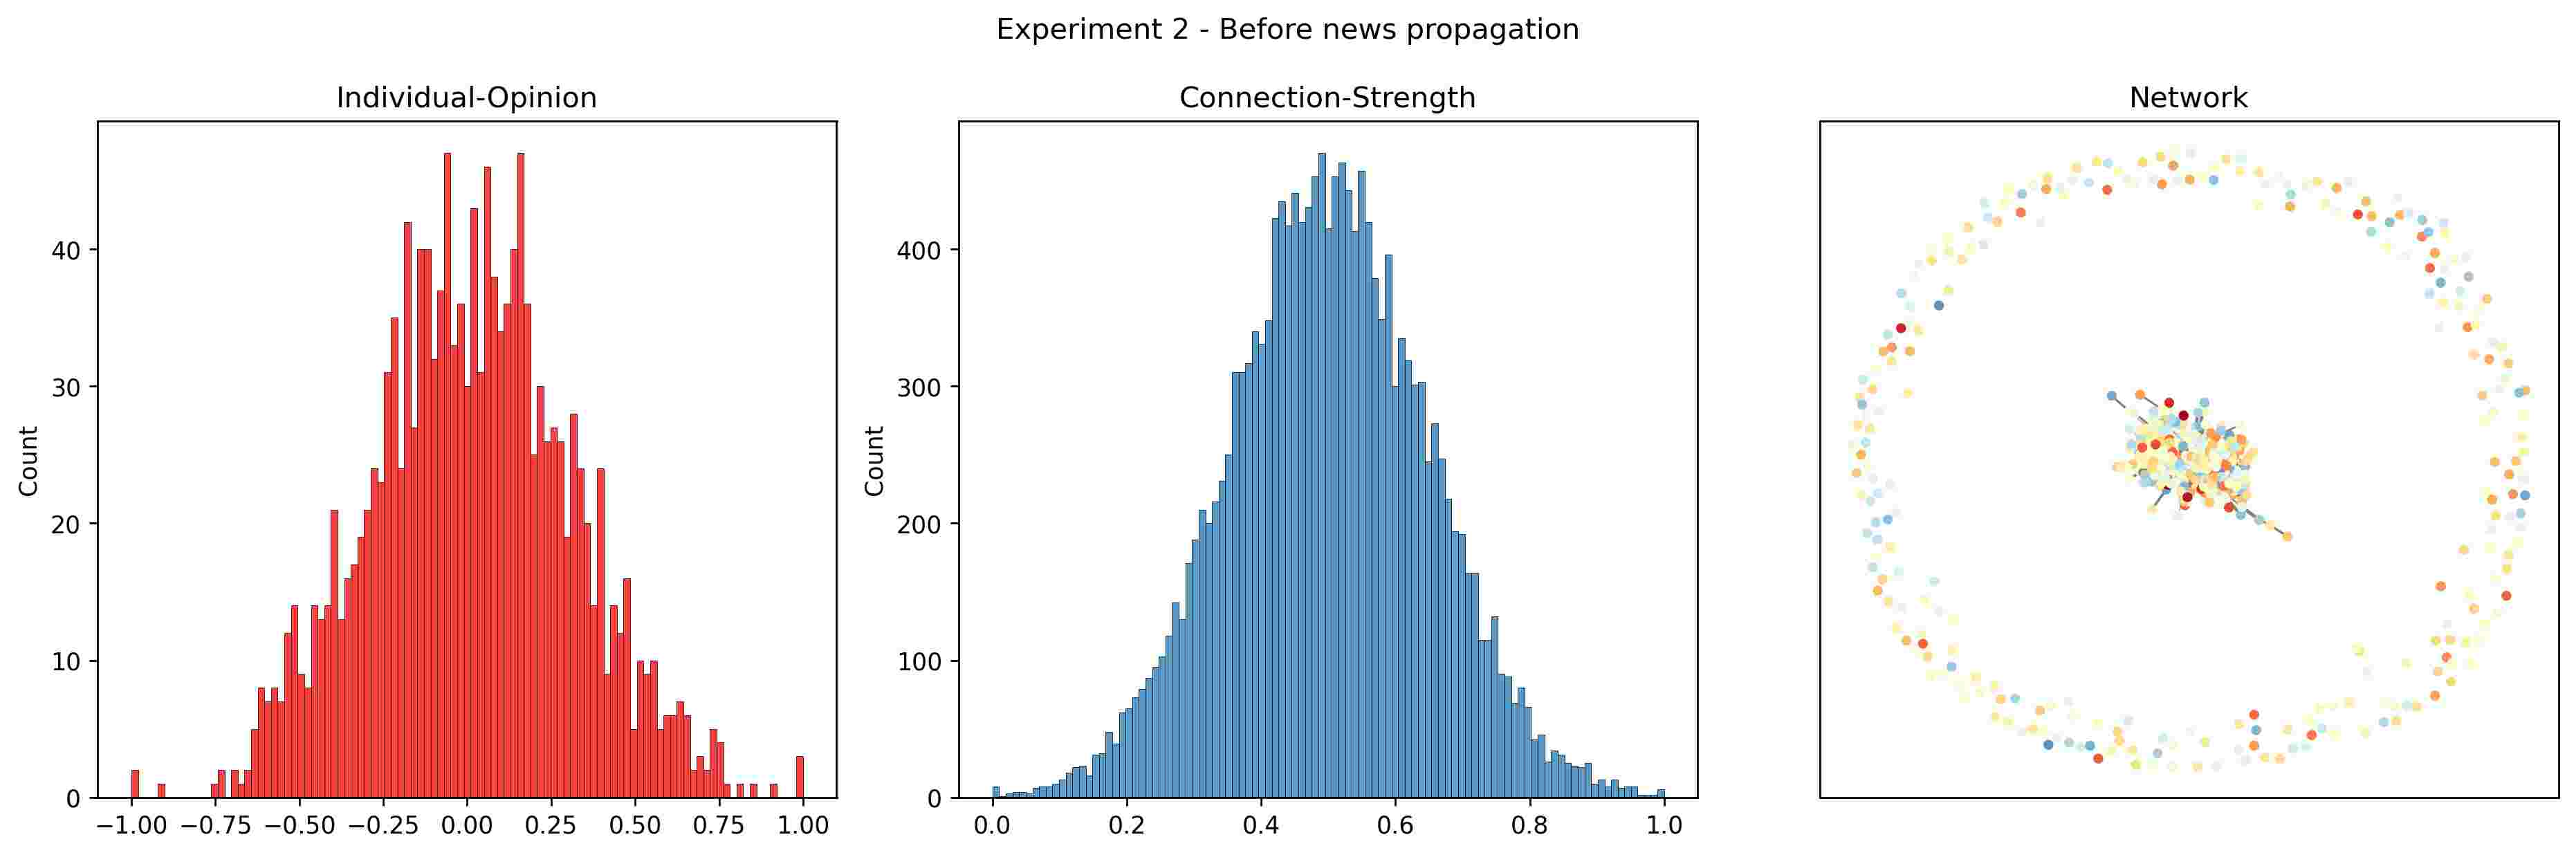 Experiment 2 - Before news propagation
Individual-Opinion
Count
40
30
20
10
0
−1.00 −0.75 −0.50 −0.25 0.00 0.25 0.50 0.75 1.00
Connection-Strength
Count
400
300
200
100
0
0.0 0.2 0.4 0.6 0.8 1.0
Network